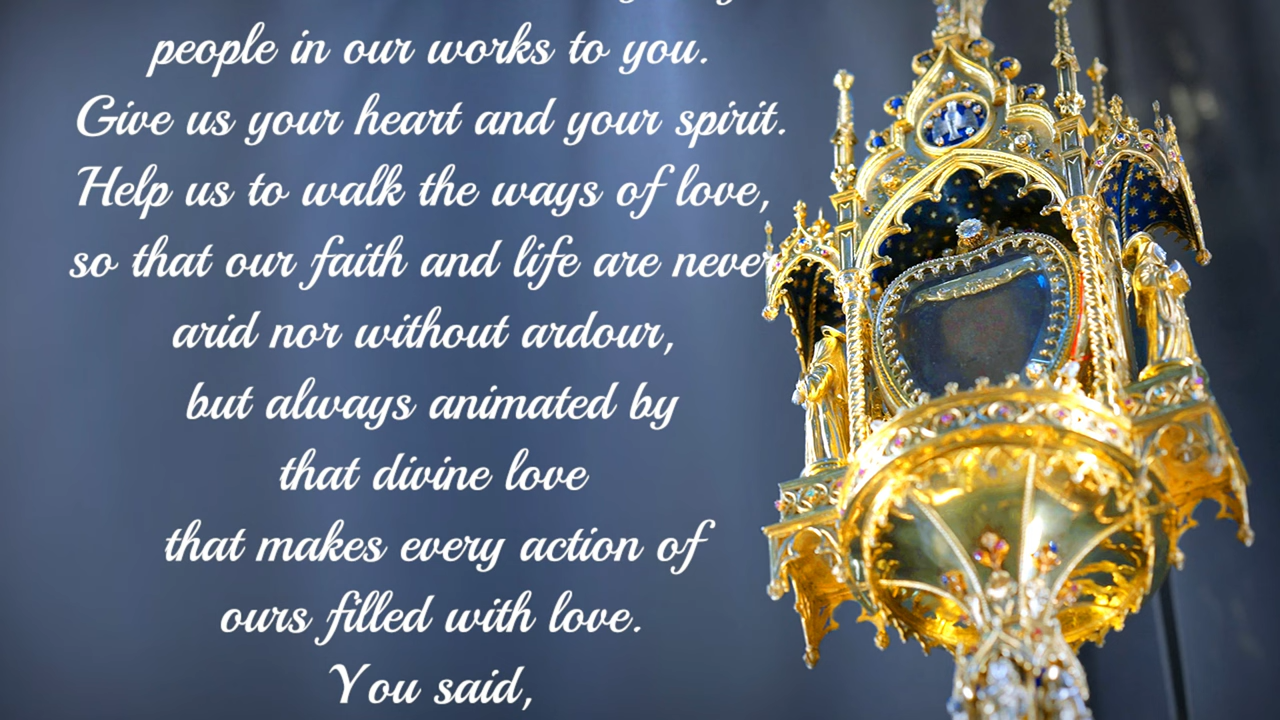 people in our works to you.
Give us your heart and your spirit.
Help us to walk the ways of love,
so that our faith and life are never
arid nor without ardour,
but always animated by
that divine love
that makes every action of
ours filled with love.
You said,